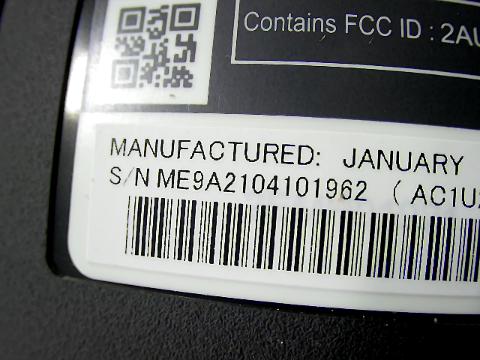 Contains FCC ID : 2AU
MANUFACTURED: JANUARY
S/N ME9A2104101962 ( AC1U